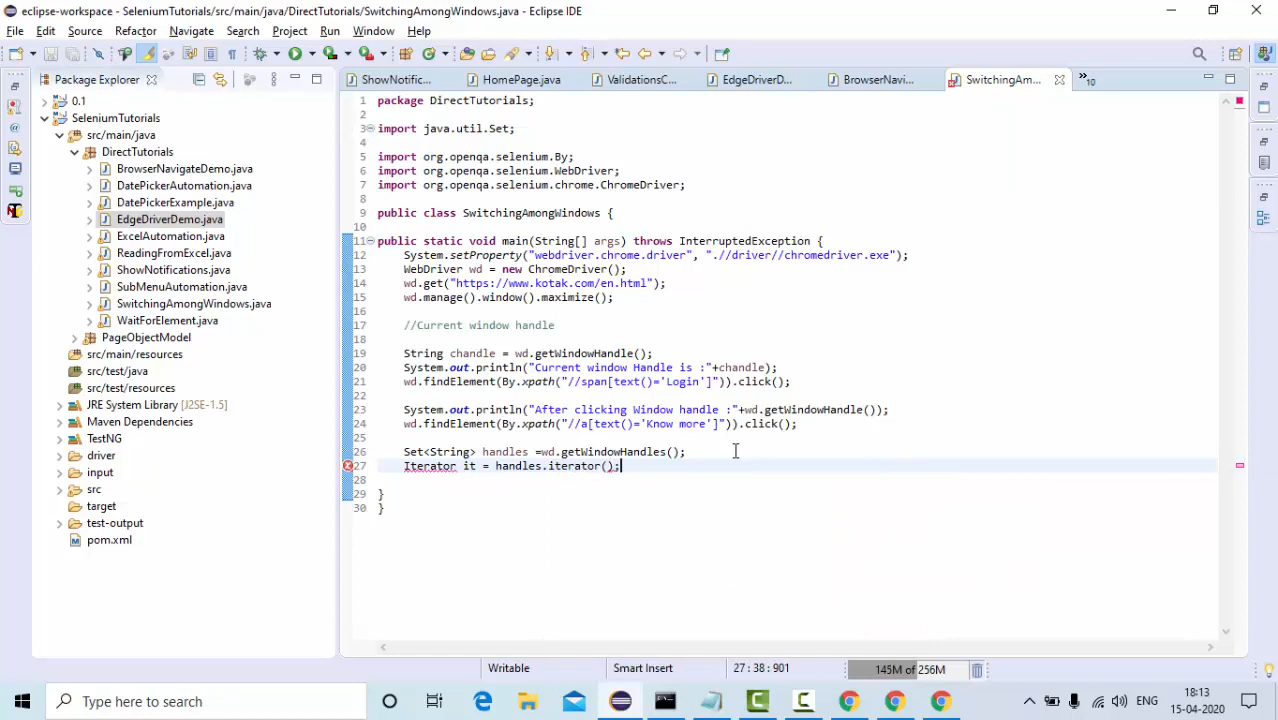 eclipse-workspace - SeleniumTutorials/src/main/java/DirectTutorials/SwitchingAmongWindows.java - Eclipse IDE
File Edit Source Refactor Navigate Search Project Run Window Help
Package Explorer
ShowNotific... HomePage.java ValidationsC... EdgeDriverD... BrowserNavi... SwitchingAm... »10
0.1
SeleniumTutorials
src/main/java
DirectTutorials
BrowserNavigateDemo.java
DatePickerAutomation.java
DatePickerExample.java
EdgeDriverDemo.java
ExcelAutomation.java
ReadingFromExcel.java
ShowNotifications.java
SubMenuAutomation.java
SwitchingAmongWindows.java
WaitForElement.java
PageObjectModel
src/main/resources
src/test/java
src/test/resources
JRE System Library [J2SE-1.5]
Maven Dependencies
TestNG
driver
input
src
target
test-output
pom.xml
1 package DirectTutorials;
2
3 import java.util.Set;
4
5 import org.openqa.selenium.By;
6 import org.openqa.selenium.WebDriver;
7 import org.openqa.selenium.chrome.ChromeDriver;
8
9 public class SwitchingAmongWindows {
10
11 public static void main(String[] args) throws InterruptedException {
12 System.setProperty("webdriver.chrome.driver", ".//driver//chromedriver.exe");
13 WebDriver wd = new ChromeDriver();
14 wd.get("https://www.kotak.com/en.html");
15 wd.manage().window().maximize();
16
17 //Current window handle
18
19 String chandle = wd.getWindowHandle();
20 System.out.println("Current window Handle is :"+chandle);
21 wd.findElement(By.xpath("//span[text()='Login']")).click();
22
23 System.out.println("After clicking Window handle :"+wd.getWindowHandle());
24 wd.findElement(By.xpath("//a[text()='Know more']")).click();
25
26 Set<String> handles =wd.getWindowHandles();
27 Iterator it = handles.iterator();
28
29 }
30 }
Writable Smart Insert 27 : 38 : 901 145M of 256M
Type here to search
ENG
18:13
15-04-2020